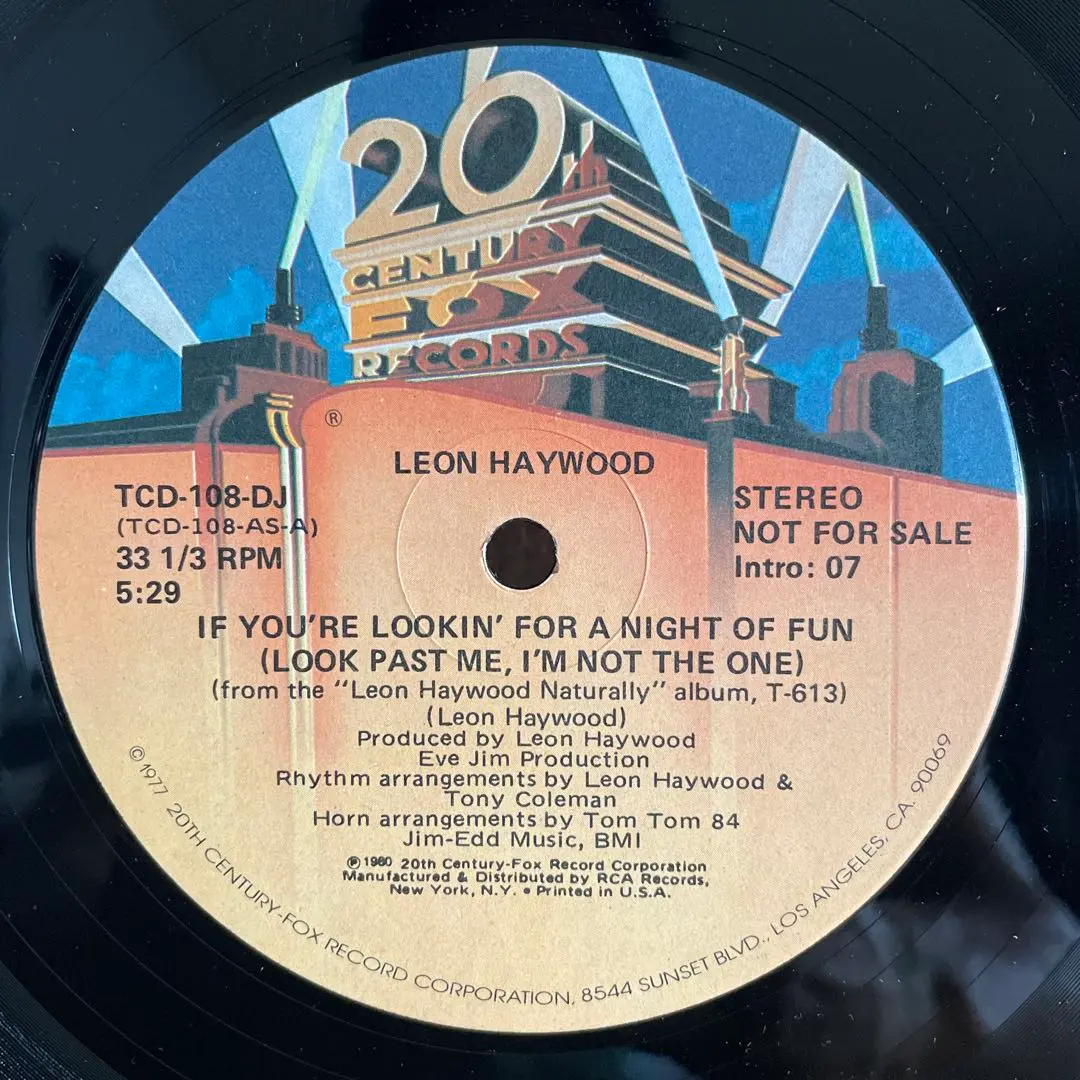 20th
CENTURY
FOX
RECORDS
®
LEON HAYWOOD
TCD-108-DJ
(TCD-108-AS-A)
33 1/3 RPM
5:29
STEREO
NOT FOR SALE
Intro: 07
IF YOU'RE LOOKIN' FOR A NIGHT OF FUN
(LOOK PAST ME, I'M NOT THE ONE)
(from the "Leon Haywood Naturally" album, T-613)
(Leon Haywood)
Produced by Leon Haywood
Eve Jim Production
Rhythm arrangements by Leon Haywood &
Tony Coleman
Horn arrangements by Tom Tom 84
Jim-Edd Music, BMI
℗ 1980 20th Century-Fox Record Corporation
Manufactured & Distributed by RCA Records,
New York, N.Y. • Printed in U.S.A.
© 1977 20TH CENTURY-FOX RECORD CORPORATION, 8544 SUNSET BLVD., LOS ANGELES, CA. 90069